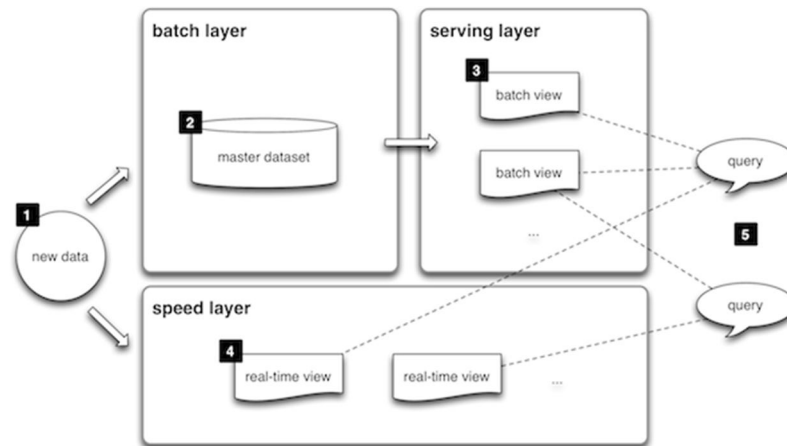 batch layer
serving layer
3
batch view
2
master dataset
query
batch view
1
new data
...
5
speed layer
query
4
real-time view
real-time view
...